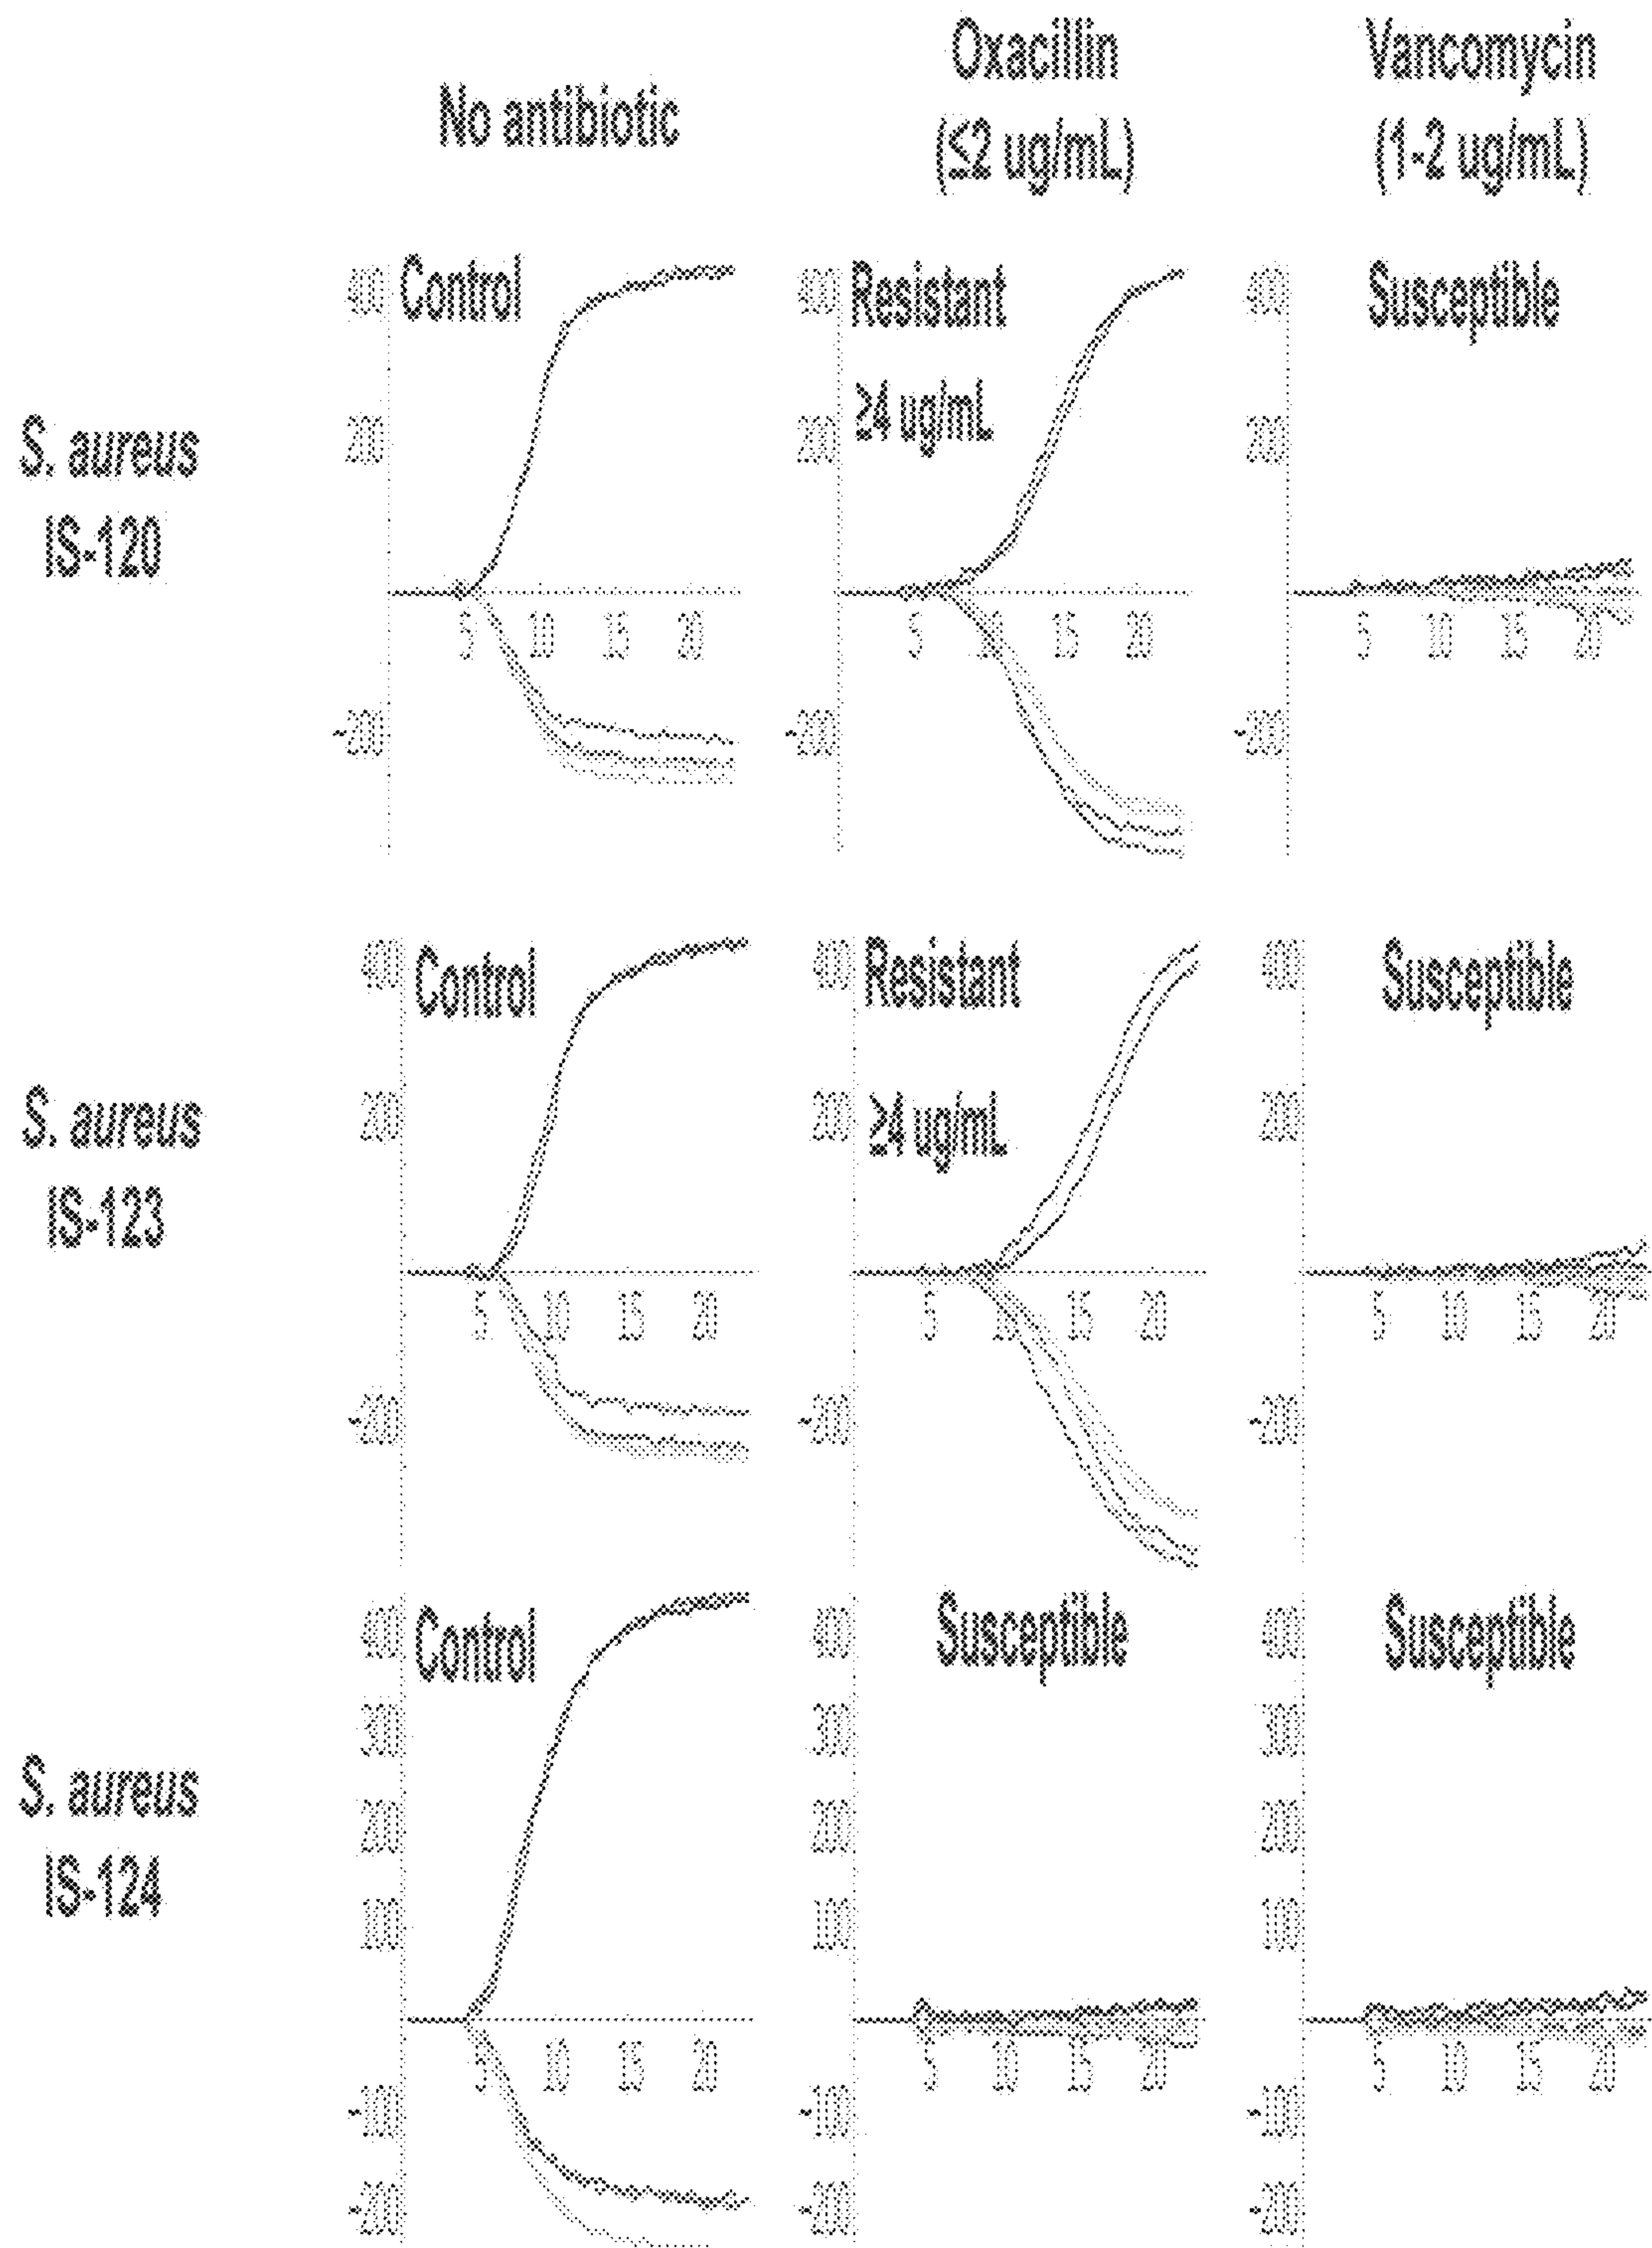 No antibiotic
Oxacillin
(≤2 ug/mL)
Vancomycin
(1-2 ug/mL)
S. aureus
IS-120
Control
400
200
-200
5 10 15 20
Resistant
≥4 ug/mL
400
200
-200
5 10 15 20
Susceptible
400
200
-200
5 10 15 20
S. aureus
IS-123
Control
400
200
-200
5 10 15 20
Resistant
≥4 ug/mL
400
200
-200
5 10 15 20
Susceptible
400
200
-200
5 10 15 20
S. aureus
IS-124
Control
400
300
200
100
-100
-200
5 10 15 20
Susceptible
400
300
200
100
-100
-200
5 10 15 20
Susceptible
400
300
200
100
-100
-200
5 10 15 20